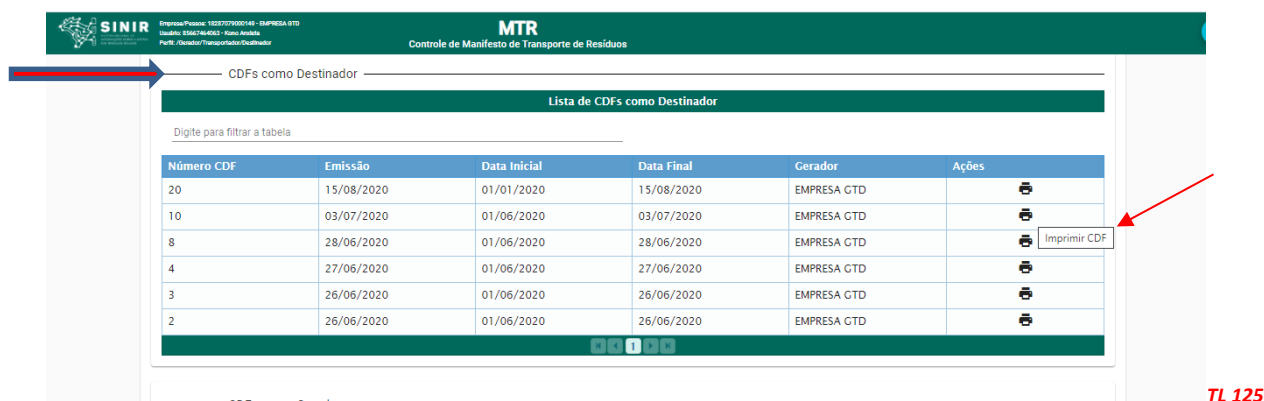 SINIR
Empresa/Pessoa: 18287079000149 - EMPRESA GTD
Usuário: 85667464063 - Kono Andela
Perfil: /Gerador/Transportador/Destinador
MTR
Controle de Manifesto de Transporte de Resíduos
CDFs como Destinador
Lista de CDFs como Destinador
Digite para filtrar a tabela
Número CDF Emissão Data Inicial Data Final Gerador Ações
20 15/08/2020 01/01/2020 15/08/2020 EMPRESA GTD
10 03/07/2020 01/06/2020 03/07/2020 EMPRESA GTD
8 28/06/2020 01/06/2020 28/06/2020 EMPRESA GTD
Imprimir CDF
4 27/06/2020 01/06/2020 27/06/2020 EMPRESA GTD
3 26/06/2020 01/06/2020 26/06/2020 EMPRESA GTD
2 26/06/2020 01/06/2020 26/06/2020 EMPRESA GTD
1
TL 125